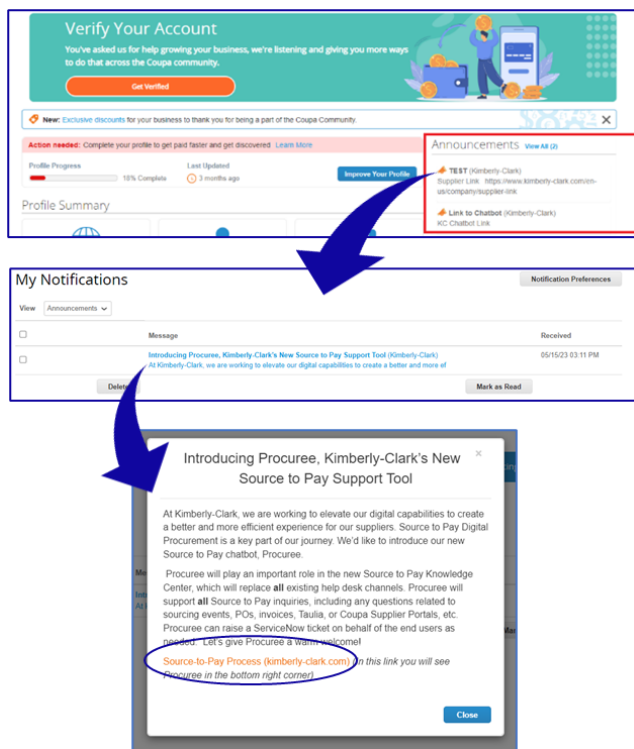 Verify Your Account
You've asked us for help growing your business, we're listening and giving you more ways
to do that across the Coupa community.
Get Verified
New: Exclusive discounts for your business to thank you for being a part of the Coupa Community.
Action needed: Complete your profile to get paid faster and get discovered Learn More
Profile Progress
18% Complete
Last Updated
3 months ago
Improve Your Profile
Profile Summary
Announcements View All (2)
TEST (Kimberly-Clark)
Supplier Link https://www.kimberly-clark.com/en-
us/company/supplier-link
Link to Chatbot (Kimberly-Clark)
KC Chatbot Link
My Notifications
Notification Preferences
View Announcements
Message Received
Introducing Procuree, Kimberly-Clark's New Source to Pay Support Tool (Kimberly-Clark) 05/15/23 03:11 PM
At Kimberly-Clark, we are working to elevate our digital capabilities to create a better and more ef
Delete Mark as Read
Introducing Procuree, Kimberly-Clark's New
Source to Pay Support Tool
At Kimberly-Clark, we are working to elevate our digital capabilities to create
a better and more efficient experience for our suppliers. Source to Pay Digital
Procurement is a key part of our journey. We'd like to introduce our new
Source to Pay chatbot, Procuree.
Procuree will play an important role in the new Source to Pay Knowledge
Center, which will replace all existing help desk channels. Procuree will
support all Source to Pay inquiries, including any questions related to
sourcing events, POs, invoices, Taulia, or Coupa Supplier Portals, etc.
Procuree can raise a ServiceNow ticket on behalf of the end users as
needed. Let's give Procuree a warm welcome!
Source-to-Pay Process (kimberly-clark.com) (in this link you will see
Procuree in the bottom right corner)
Close